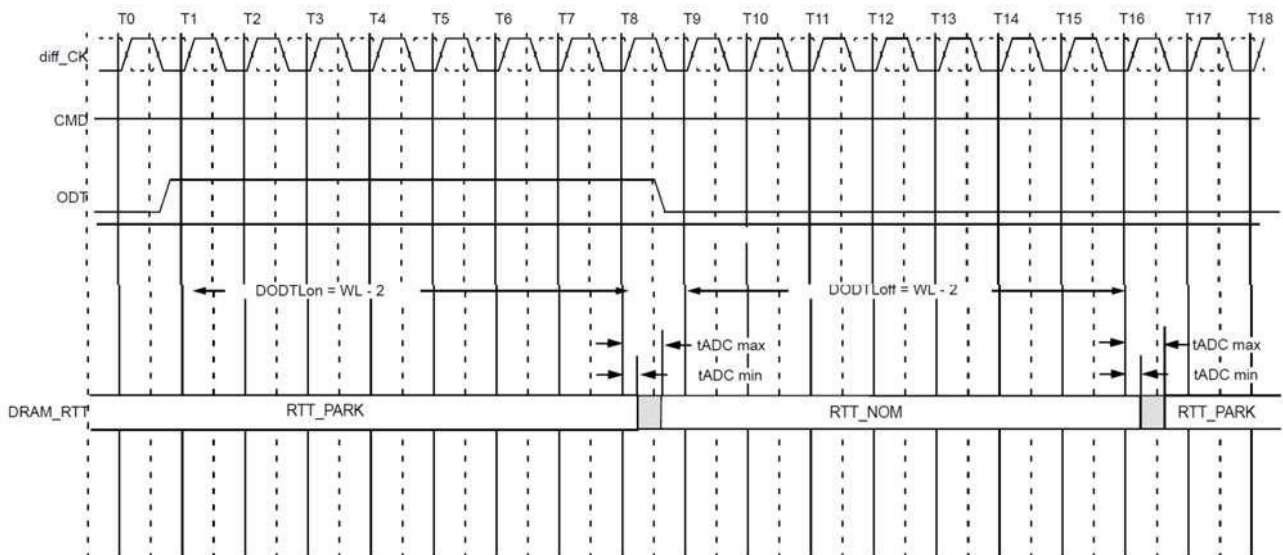 T0 T1 T2 T3 T4 T5 T6 T7 T8 T9 T10 T11 T12 T13 T14 T15 T16 T17 T18
diff_CK
CMD
ODT
DODTLon = WL - 2 DODTLoff = WL - 2
tADC max tADC max
tADC min tADC min
DRAM_RTT RTT_PARK RTT_NOM RTT_PARK